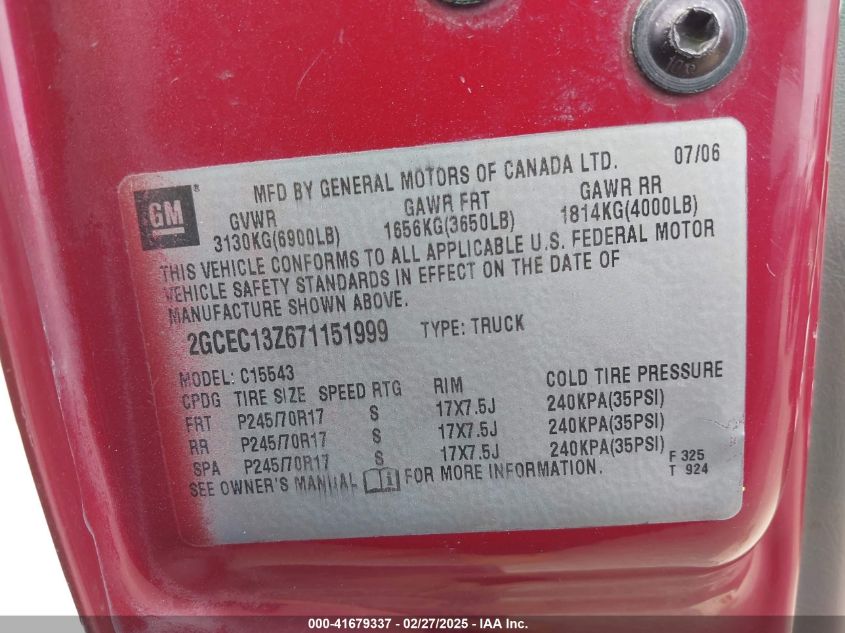 MFD BY GENERAL MOTORS OF CANADA LTD. 07/06
GM ®
GVWR GAWR FRT GAWR RR
3130KG(6900LB) 1656KG(3650LB) 1814KG(4000LB)
THIS VEHICLE CONFORMS TO ALL APPLICABLE U.S. FEDERAL MOTOR
VEHICLE SAFETY STANDARDS IN EFFECT ON THE DATE OF
MANUFACTURE SHOWN ABOVE.
2GCEC13Z671151999 TYPE: TRUCK
MODEL: C15543
CPDG TIRE SIZE SPEED RTG RIM COLD TIRE PRESSURE
FRT P245/70R17 S 17X7.5J 240KPA(35PSI)
RR P245/70R17 S 17X7.5J 240KPA(35PSI)
SPA P245/70R17 S 17X7.5J 240KPA(35PSI)
SEE OWNER'S MANUAL FOR MORE INFORMATION.
F 325
T 924
000-41679337 - 02/27/2025 - IAA Inc.